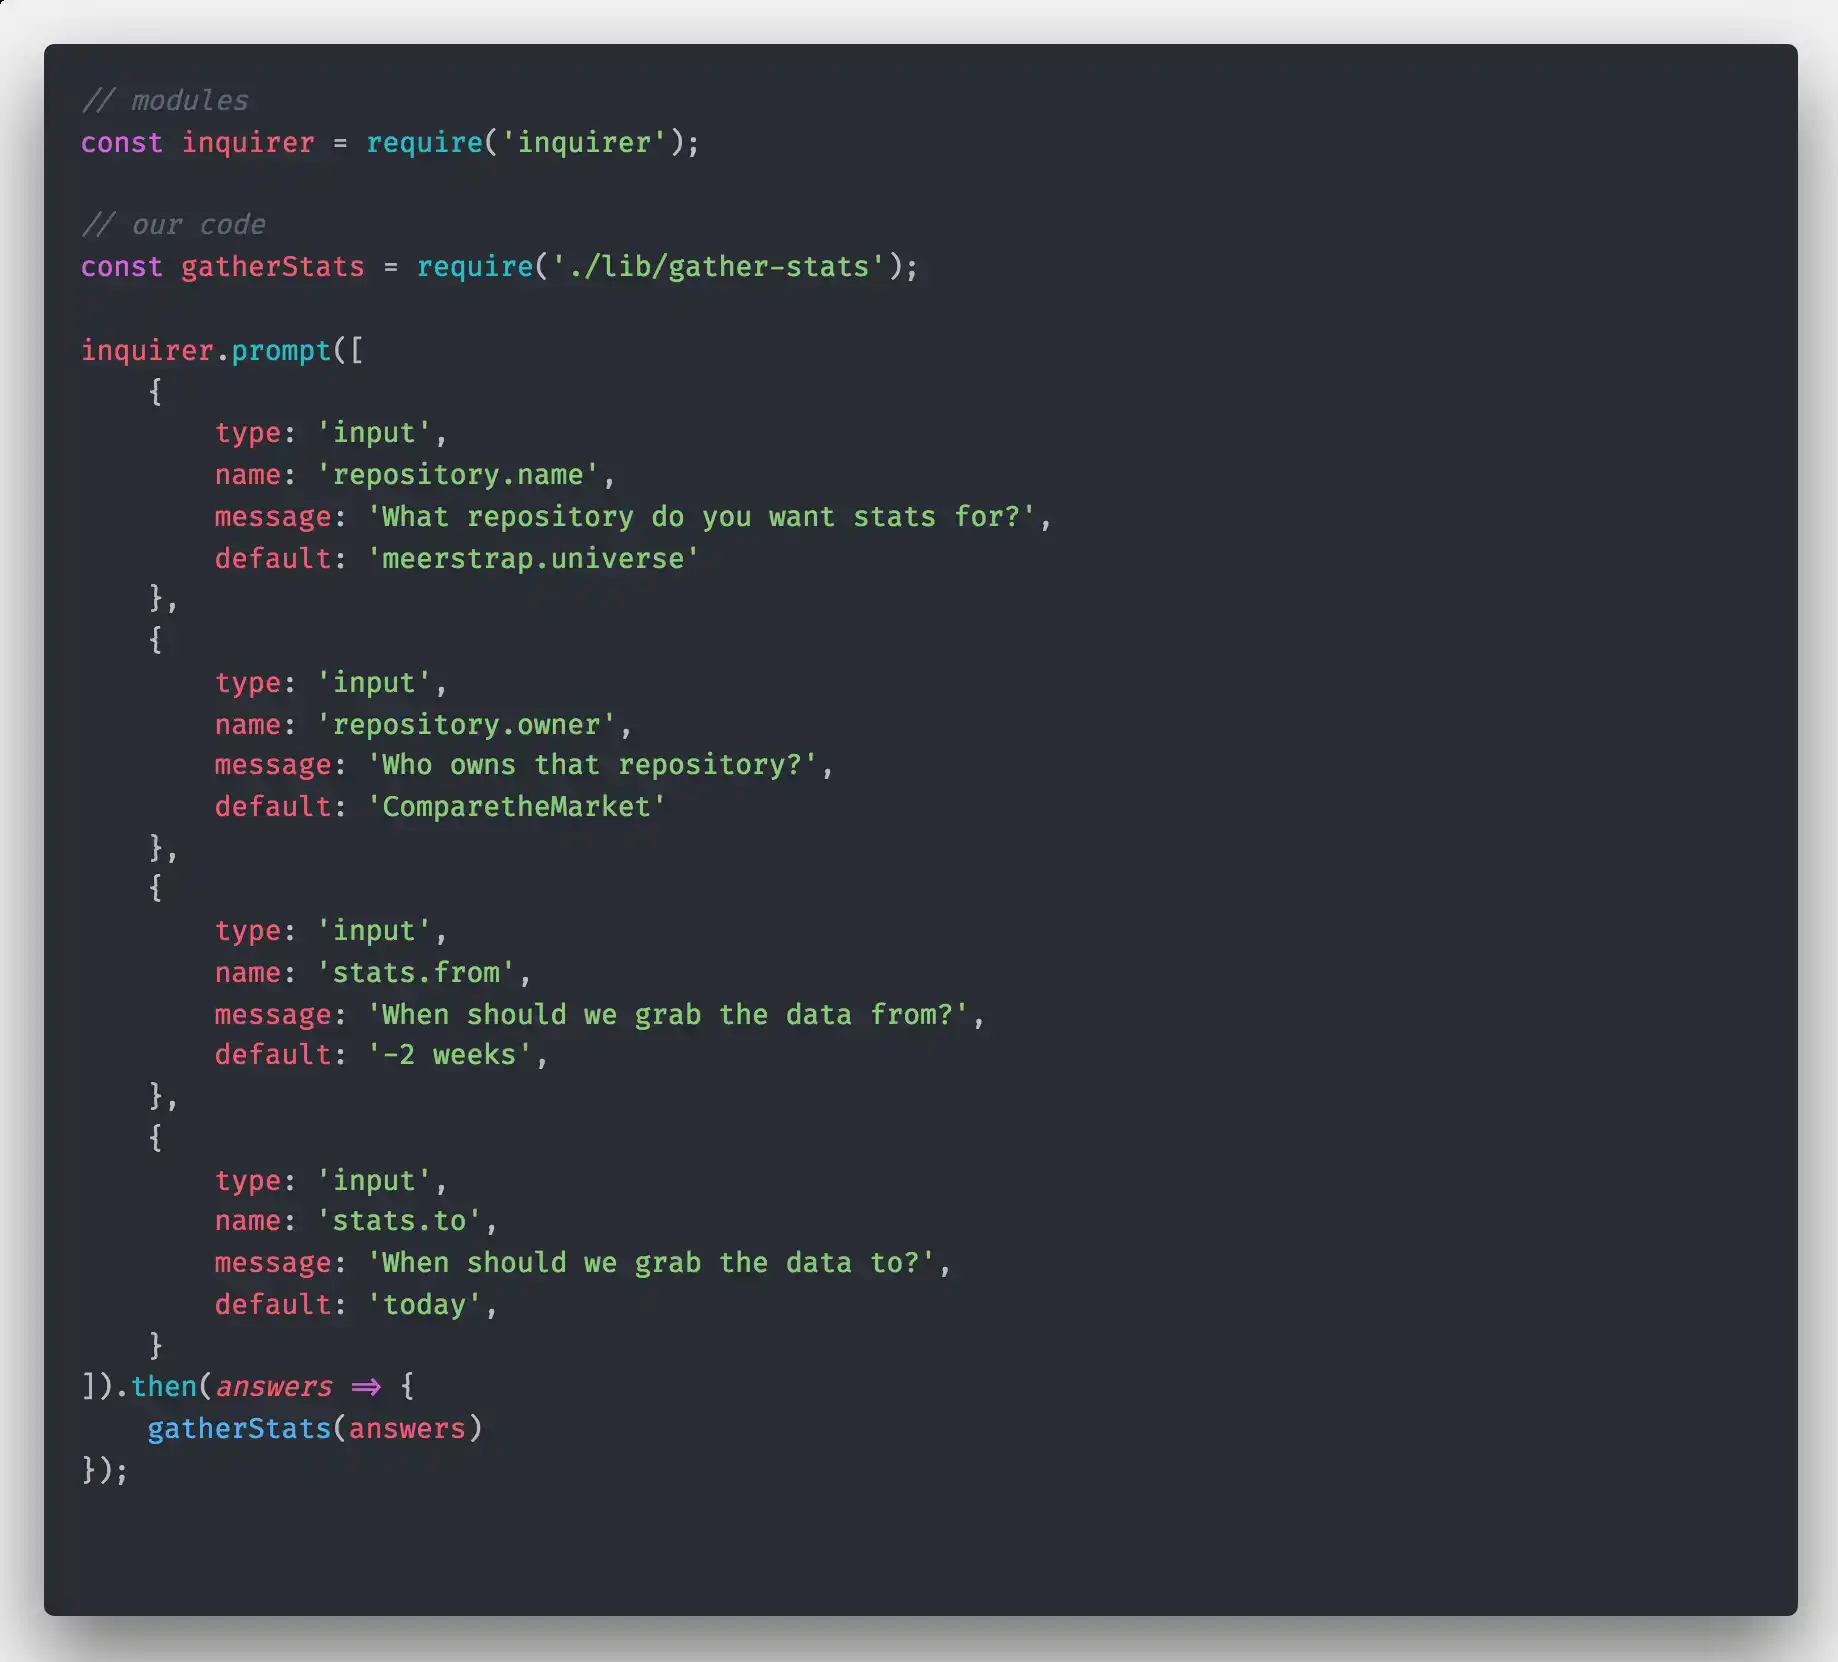 // modules
const inquirer = require('inquirer');
// our code
const gatherStats = require('./lib/gather-stats');
inquirer.prompt([
    {
        type: 'input',
        name: 'repository.name',
        message: 'What repository do you want stats for?',
        default: 'meerstrap.universe'
    },
    {
        type: 'input',
        name: 'repository.owner',
        message: 'Who owns that repository?',
        default: 'ComparetheMarket'
    },
    {
        type: 'input',
        name: 'stats.from',
        message: 'When should we grab the data from?',
        default: '-2 weeks',
    },
    {
        type: 'input',
        name: 'stats.to',
        message: 'When should we grab the data to?',
        default: 'today',
    }
]).then(answers => {
    gatherStats(answers)
});